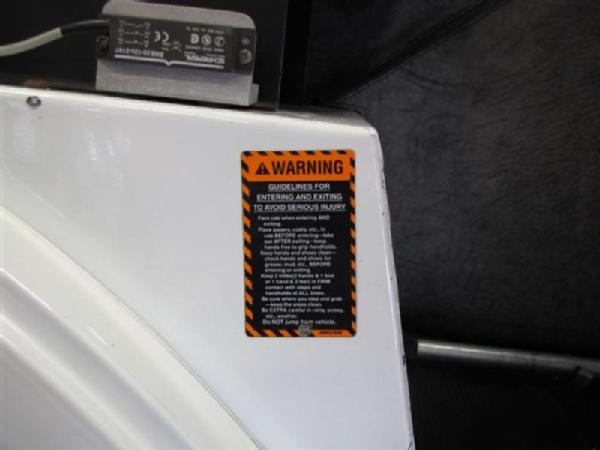 SCHMERSAL
BNS33-12z-2187
WARNING
GUIDELINES FOR
ENTERING AND EXITING
TO AVOID SERIOUS INJURY
Face cab when entering AND
exiting.
Place papers, coats, etc., in
cab BEFORE entering—take
out AFTER exiting—keep
hands free to grip handholds.
Keep hands and shoes clean—
check hands and shoes for
grease, mud, etc., BEFORE
entering or exiting.
Keep 3 limbs(2 hands & 1 foot
or 1 hand & 2 feet) in FIRM
contact with steps and
handholds at ALL times.
Be sure where you step and grab
—keep the areas clean.
Be EXTRA careful in rainy, snowy,
etc., weather.
Do NOT jump from vehicle.